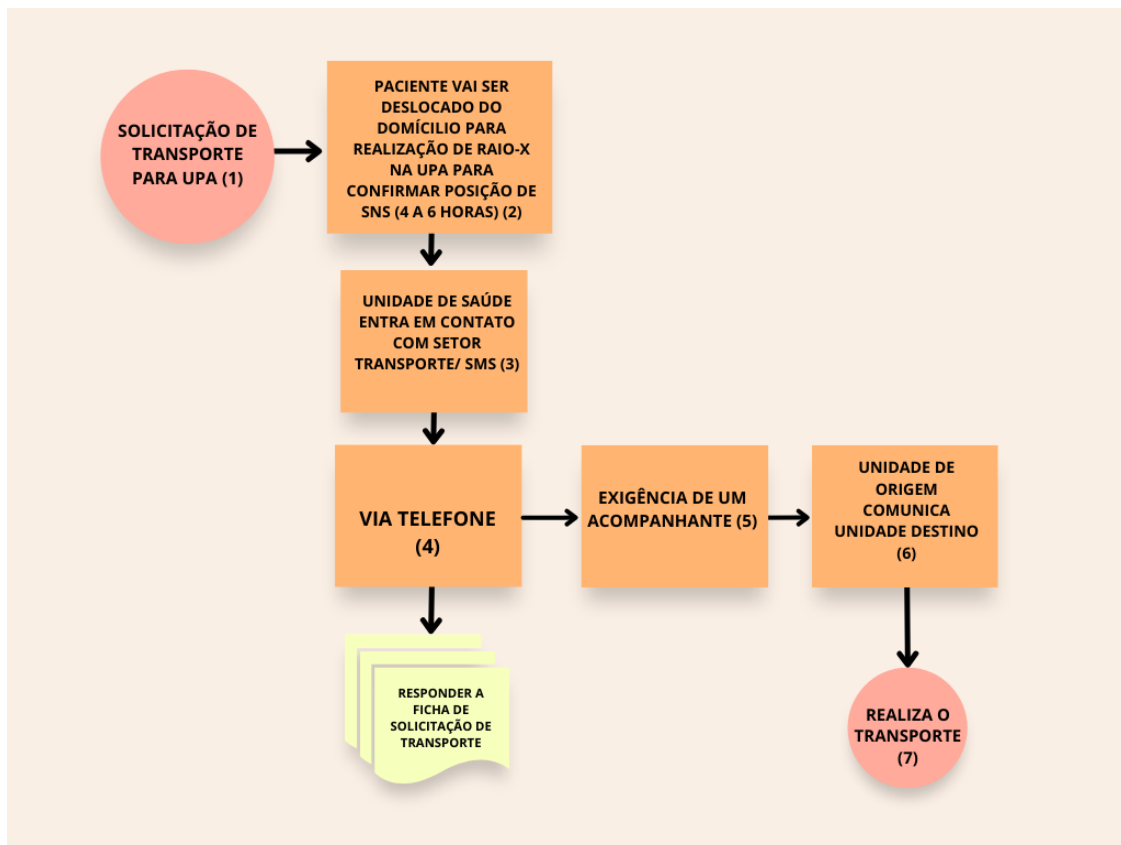 SOLICITAÇÃO DE
TRANSPORTE
PARA UPA (1)
PACIENTE VAI SER
DESLOCADO DO
DOMÍCILIO PARA
REALIZAÇÃO DE RAIO-X
NA UPA PARA
CONFIRMAR POSIÇÃO DE
SNS (4 A 6 HORAS) (2)
UNIDADE DE SAÚDE
ENTRA EM CONTATO
COM SETOR
TRANSPORTE/ SMS (3)
VIA TELEFONE
(4)
EXIGÊNCIA DE UM
ACOMPANHANTE (5)
UNIDADE DE
ORIGEM
COMUNICA
UNIDADE DESTINO
(6)
RESPONDER A
FICHA DE
SOLICITAÇÃO DE
TRANSPORTE
REALIZA O
TRANSPORTE
(7)